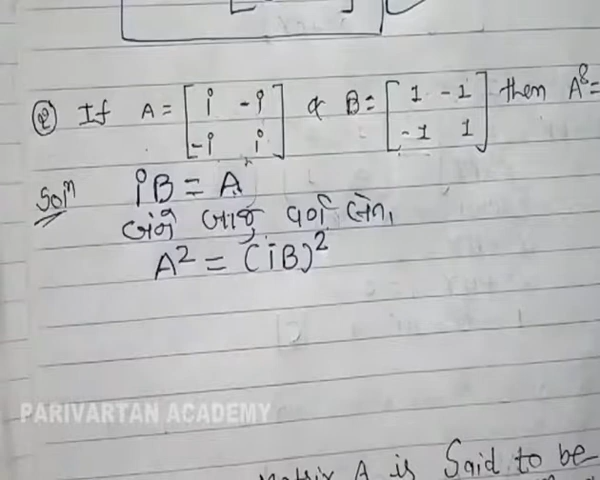 Q If A = [ i -i -i i ] & B = [ 1 -1 -1 1 ] then A⁸ =
Solⁿ iB = A
બંને બાજુ વર્ગ લેતા,
A² = (iB)²
PARIVARTAN ACADEMY
matrix A is Said to be